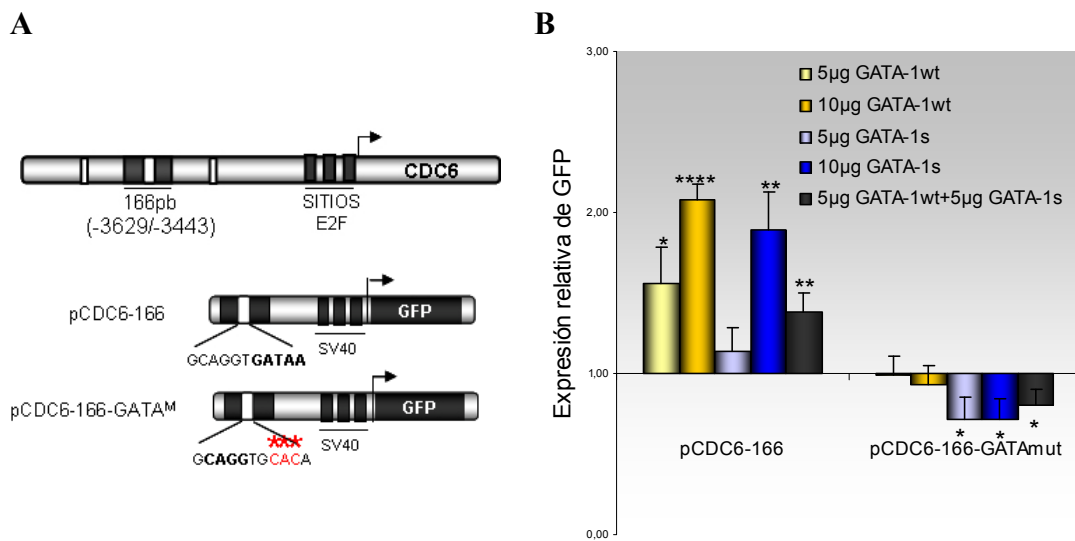 A
CDC6
166pb
(-3629/-3443)
SITIOS
E2F
pCDC6-166
GFP
GCAGGTGATAA
SV40
pCDC6-166-GATAᴹ
GFP
***
GCAGGTGCACA
SV40
B
Expresión relativa de GFP
3,00
2,00
1,00
0,00
5µg GATA-1wt
10µg GATA-1wt
5µg GATA-1s
10µg GATA-1s
5µg GATA-1wt+5µg GATA-1s
*
****
**
**
*
*
*
pCDC6-166
pCDC6-166-GATAmut